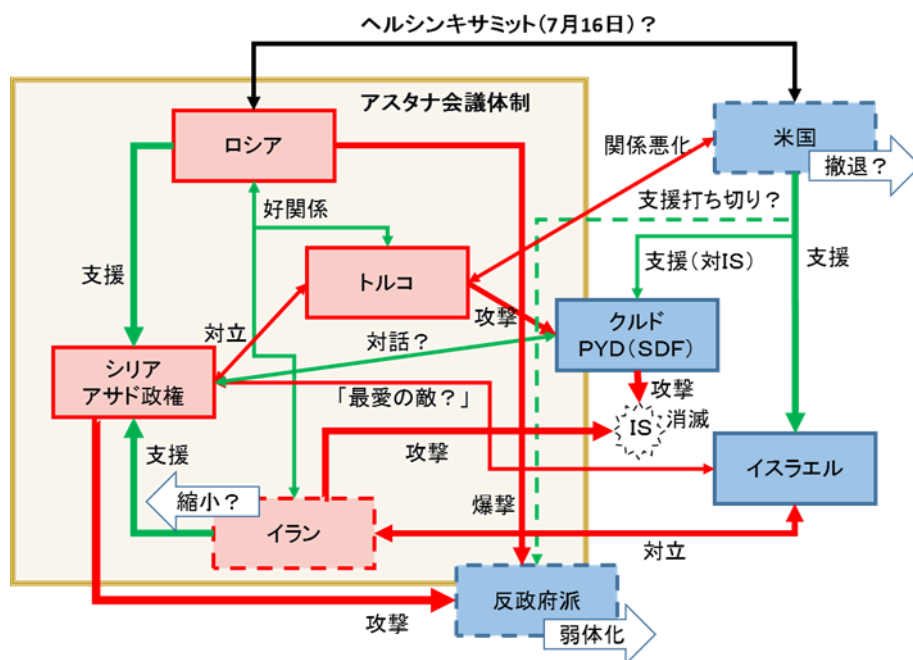 ヘルシンキサミット(7月16日)?
アスタナ会議体制
ロシア
米国
撤退?
関係悪化
好関係
支援打ち切り?
支援
トルコ
支援(対IS)
支援
攻撃
クルド
PYD(SDF)
対立
対話?
シリア
アサド政権
「最愛の敵?」
攻撃
IS
消滅
支援
攻撃
イスラエル
縮小?
爆撃
イラン
対立
反政府派
攻撃
弱体化